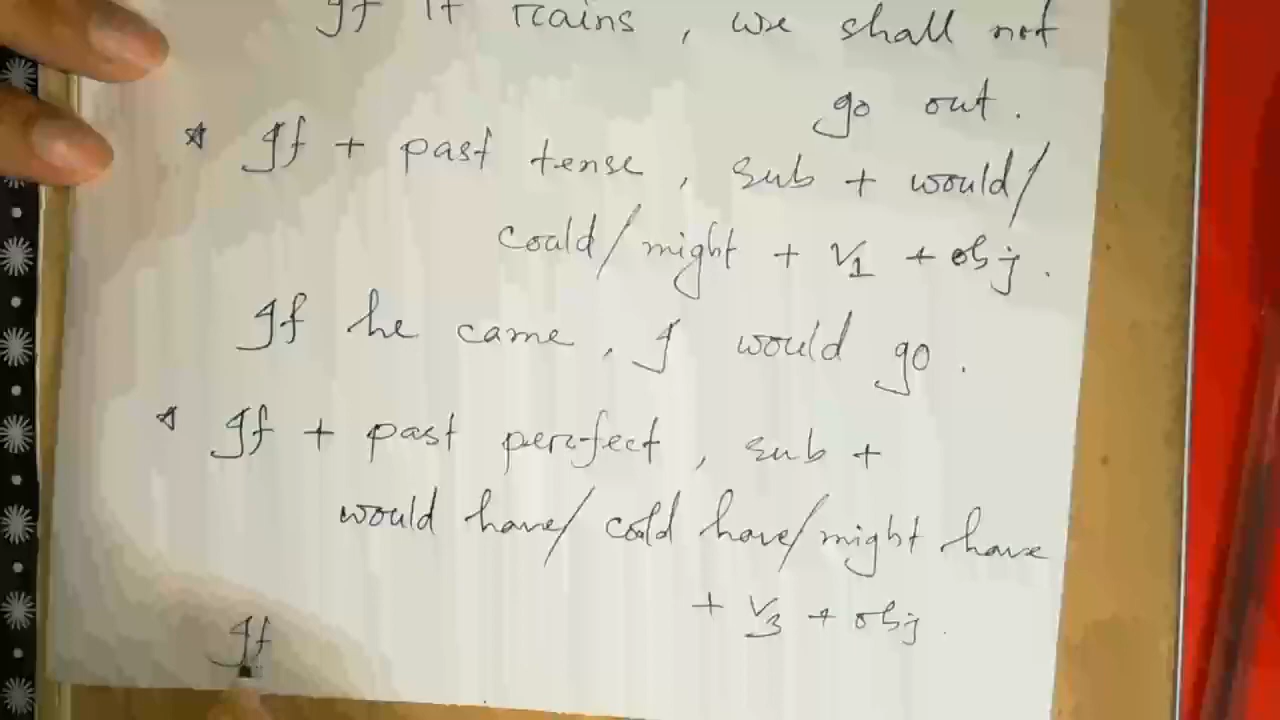 If it rains, we shall not
go out.
* If + past tense, sub + would/
could/might + V1 + obj.
If he came, I would go.
* If + past perfect, sub +
would have/ cold have/might have
+ V3 + obj.
If